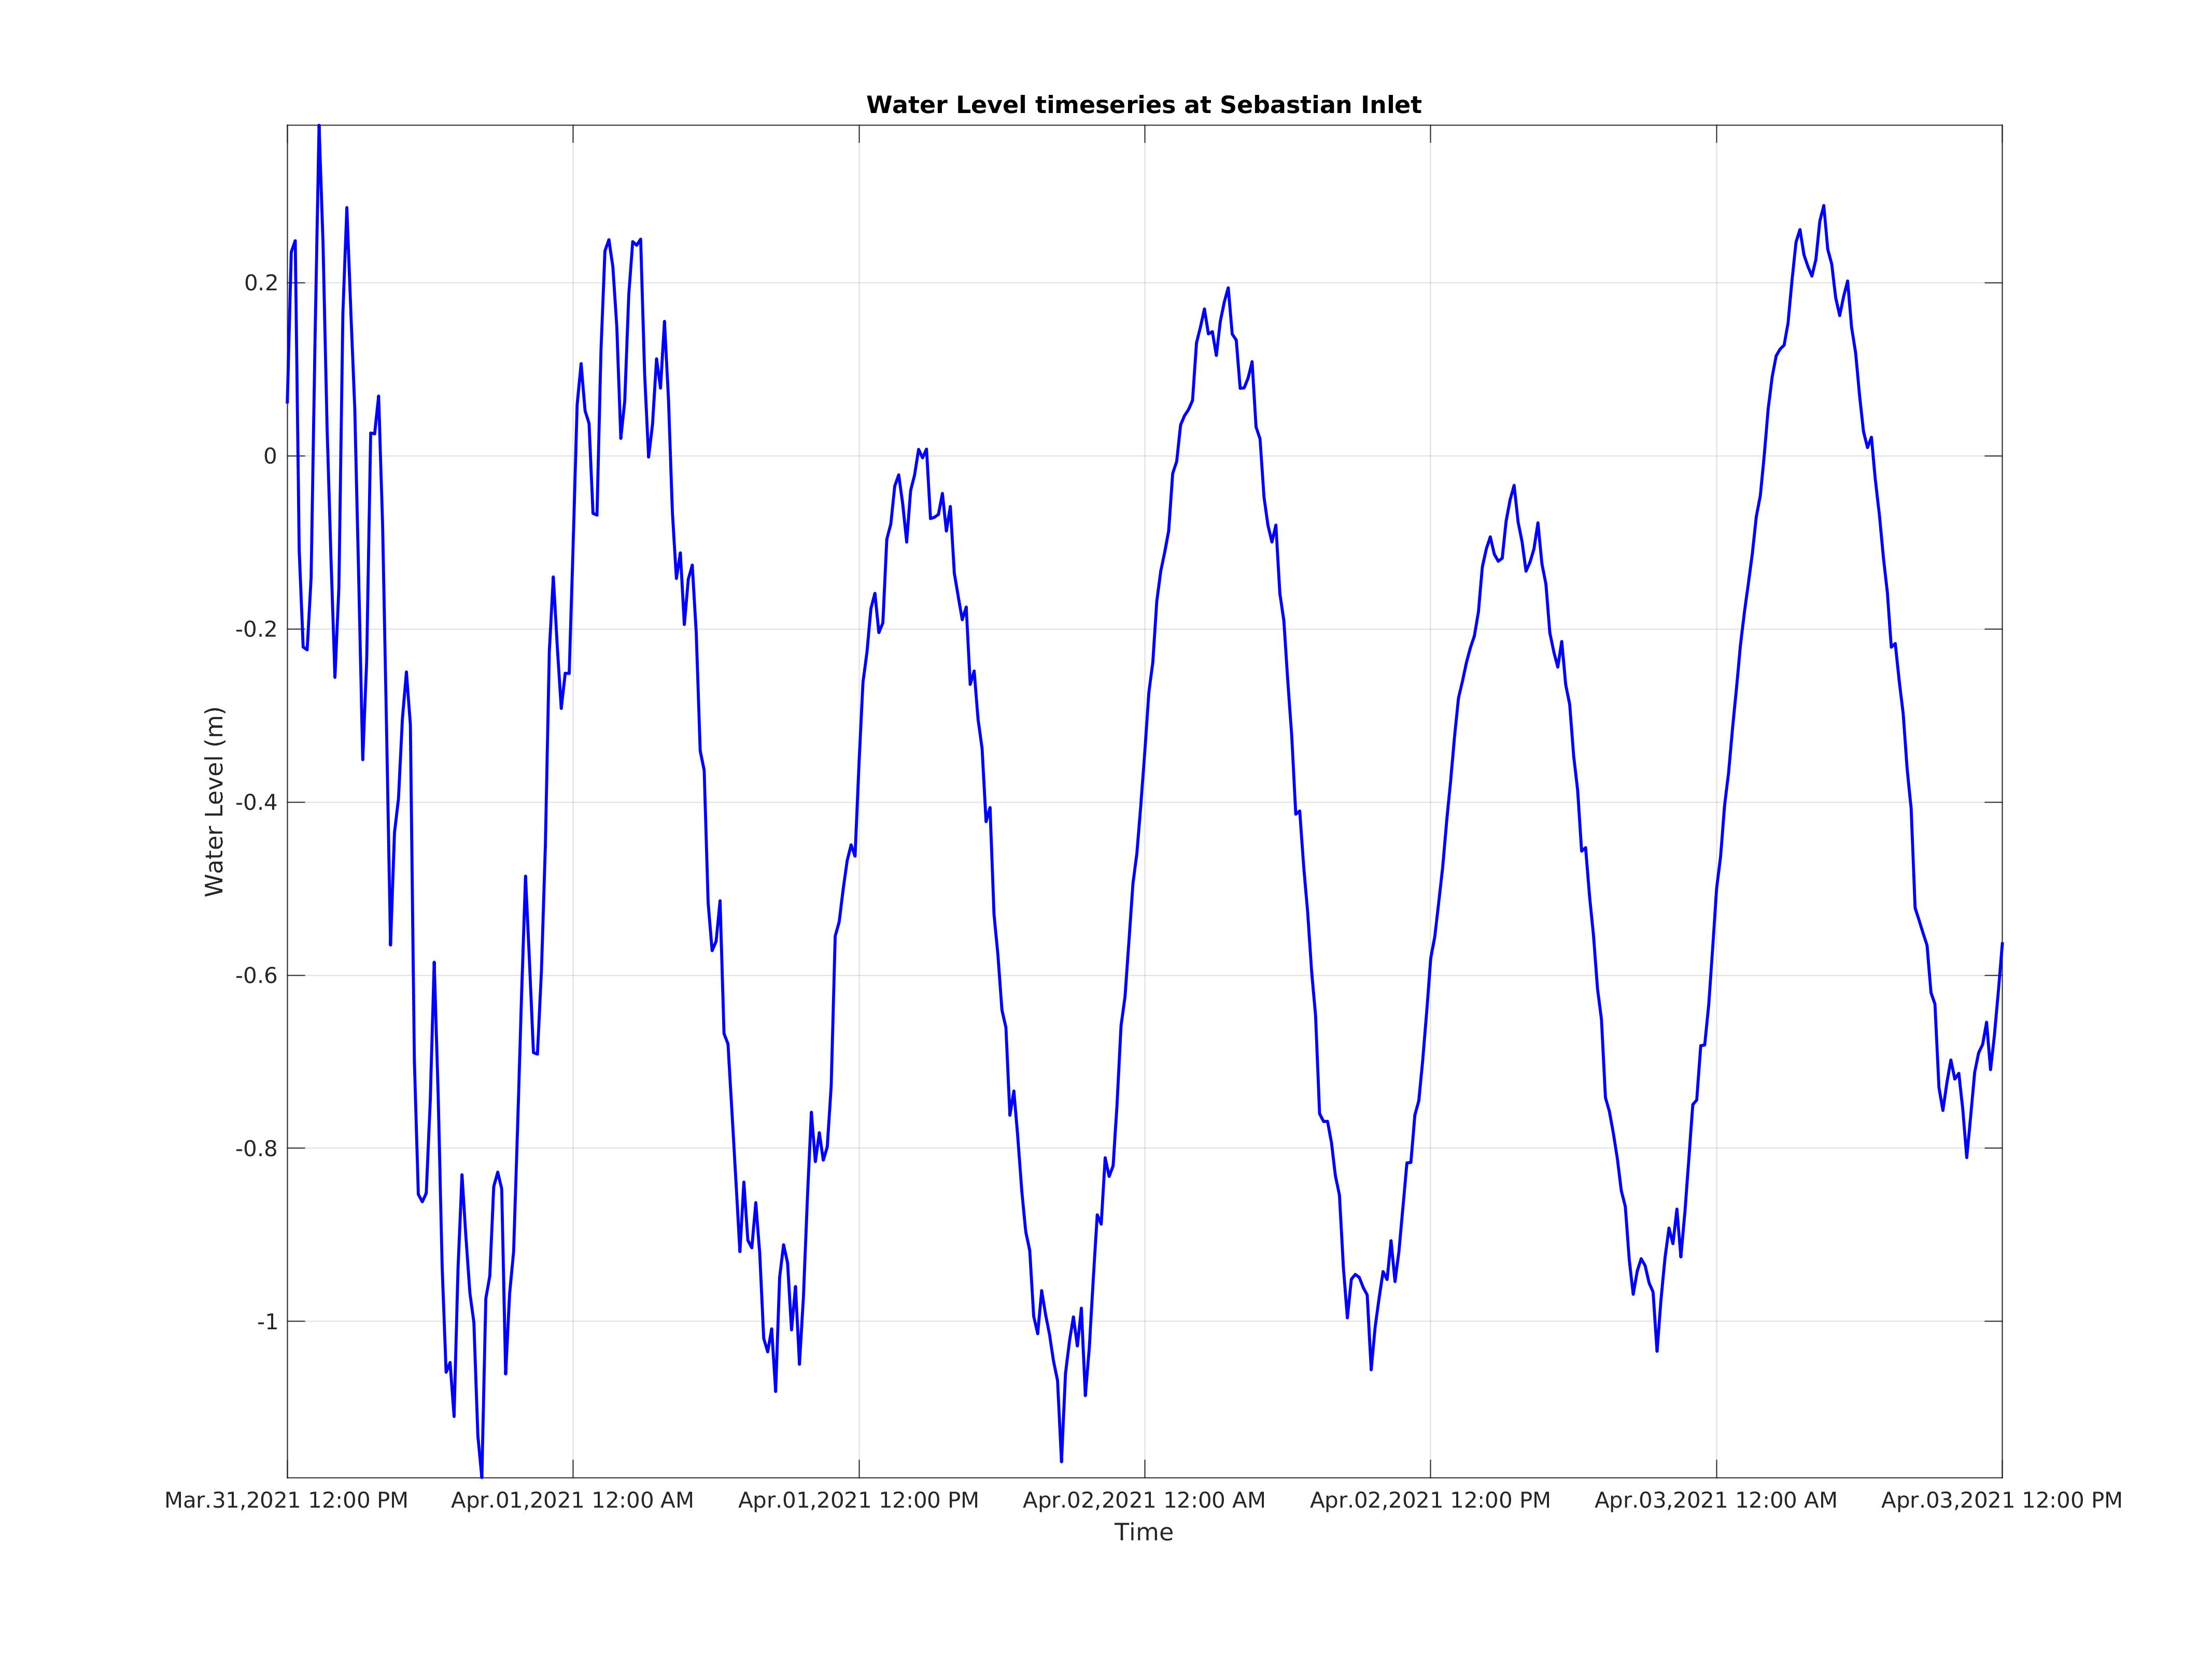 Water Level timeseries at Sebastian Inlet
0.2
0
-0.2
-0.4
-0.6
-0.8
-1
Water Level (m)
Mar.31,2021 12:00 PM
Apr.01,2021 12:00 AM
Apr.01,2021 12:00 PM
Apr.02,2021 12:00 AM
Apr.02,2021 12:00 PM
Apr.03,2021 12:00 AM
Apr.03,2021 12:00 PM
Time